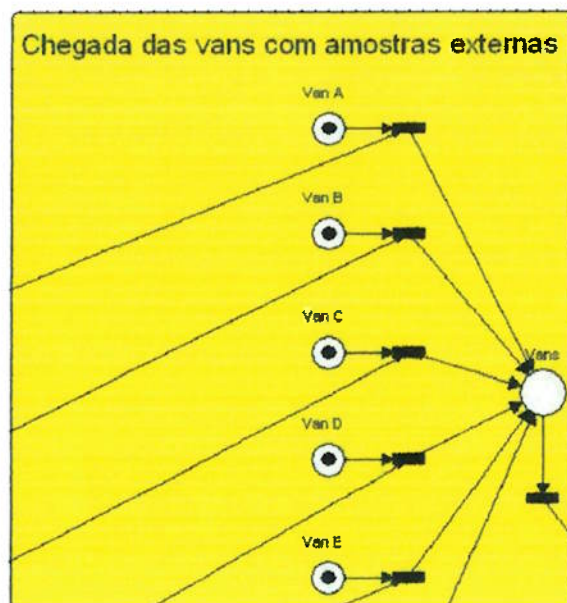 Chegada das vans com amostras externas
Van A
Van B
Van C
Vans
Van D
Van E